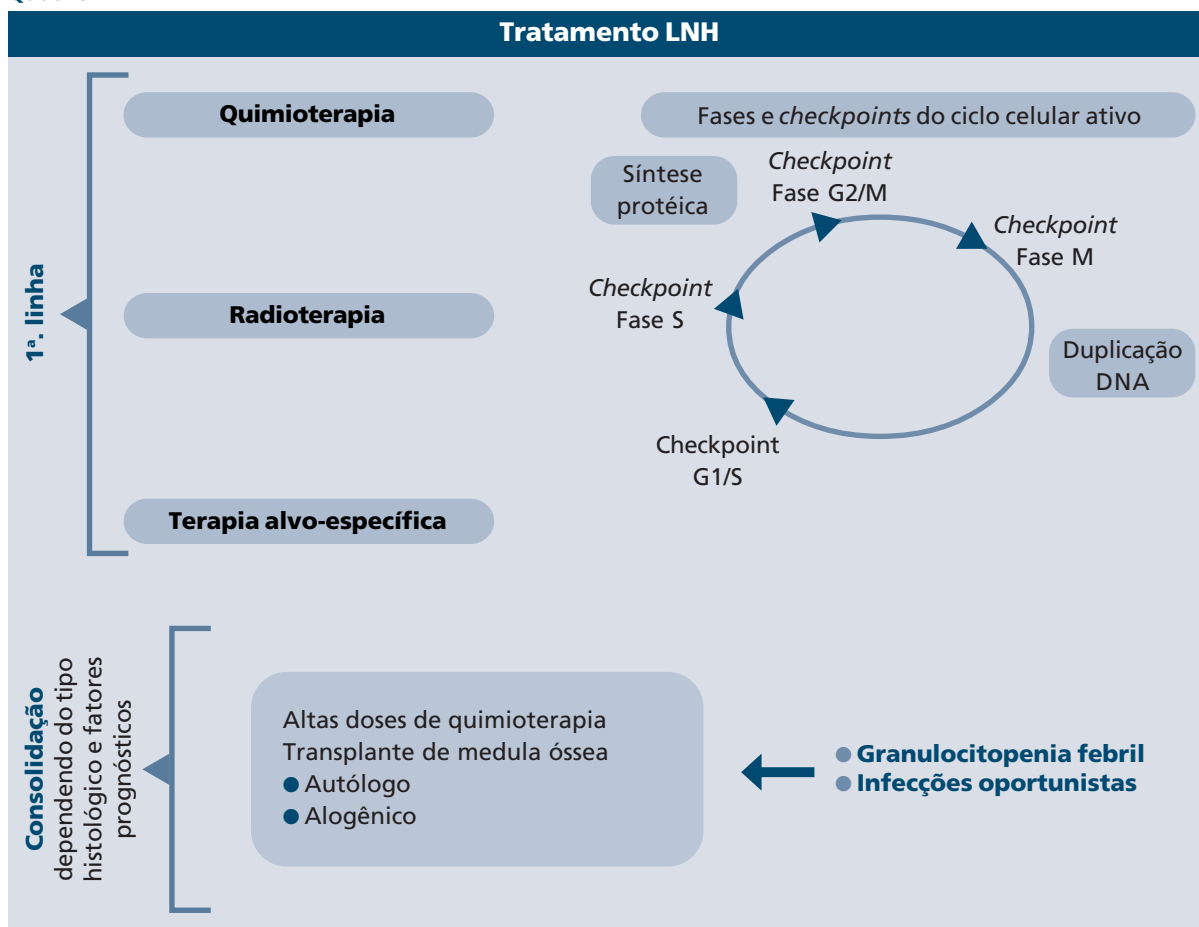 Tratamento LNH
1ª. linha
Quimioterapia
Radioterapia
Terapia alvo-específica
Fases e checkpoints do ciclo celular ativo
Síntese
protéica
Checkpoint
Fase G2/M
Checkpoint
Fase M
Checkpoint
Fase S
Duplicação
DNA
Checkpoint
G1/S
Consolidação
dependendo do tipo
histológico e fatores
prognósticos
Altas doses de quimioterapia
Transplante de medula óssea
● Autólogo
● Alogênico
● Granulocitopenia febril
● Infecções oportunistas